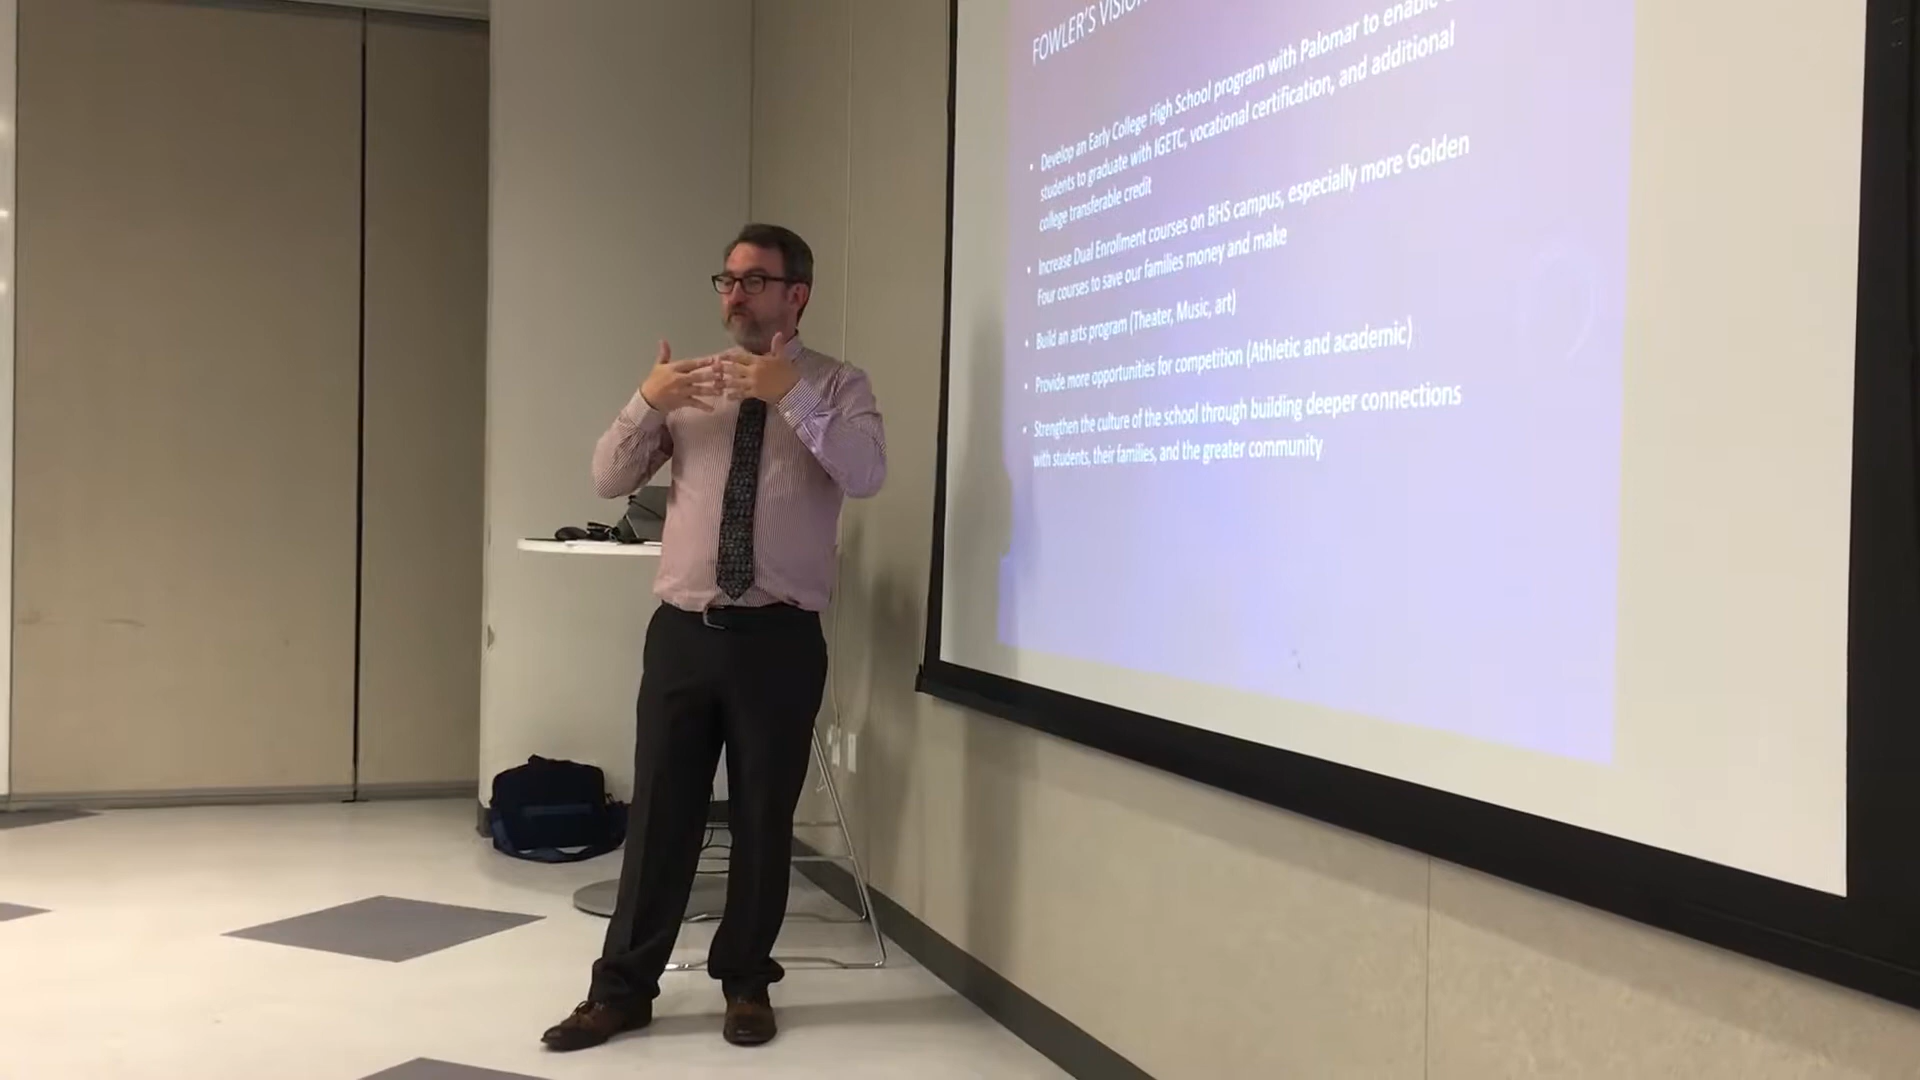 FOWLER'S VISION
• Develop an Early College High School program with Palomar to enable
students to graduate with IGETC, vocational certification, and additional
college transferable credit
• Increase Dual Enrollment courses on BHS campus, especially more Golden
Four courses to save our families money and make
• Build an arts program (Theater, Music, art)
• Provide more opportunities for competition (Athletic and academic)
• Strengthen the culture of the school through building deeper connections
with students, their families, and the greater community